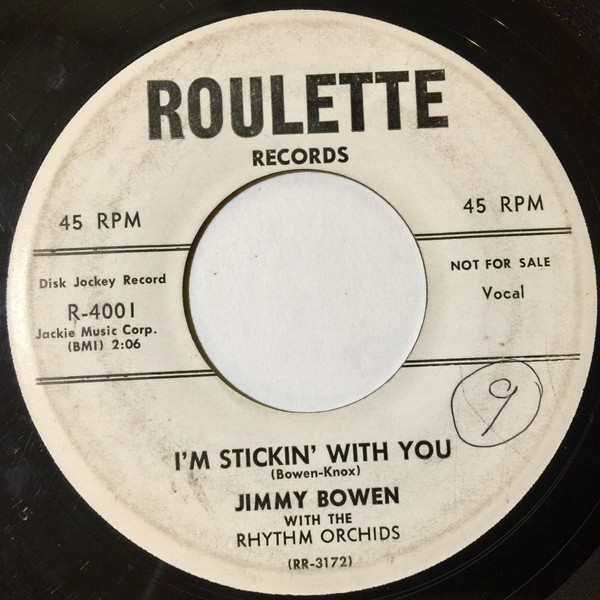 ROULETTE
RECORDS
45 RPM
45 RPM
Disk Jockey Record
R-4001
Jackie Music Corp.
(BMI) 2:06
NOT FOR SALE
Vocal
9
I'M STICKIN' WITH YOU
(Bowen-Knox)
JIMMY BOWEN
WITH THE
RHYTHM ORCHIDS
(RR-3172)